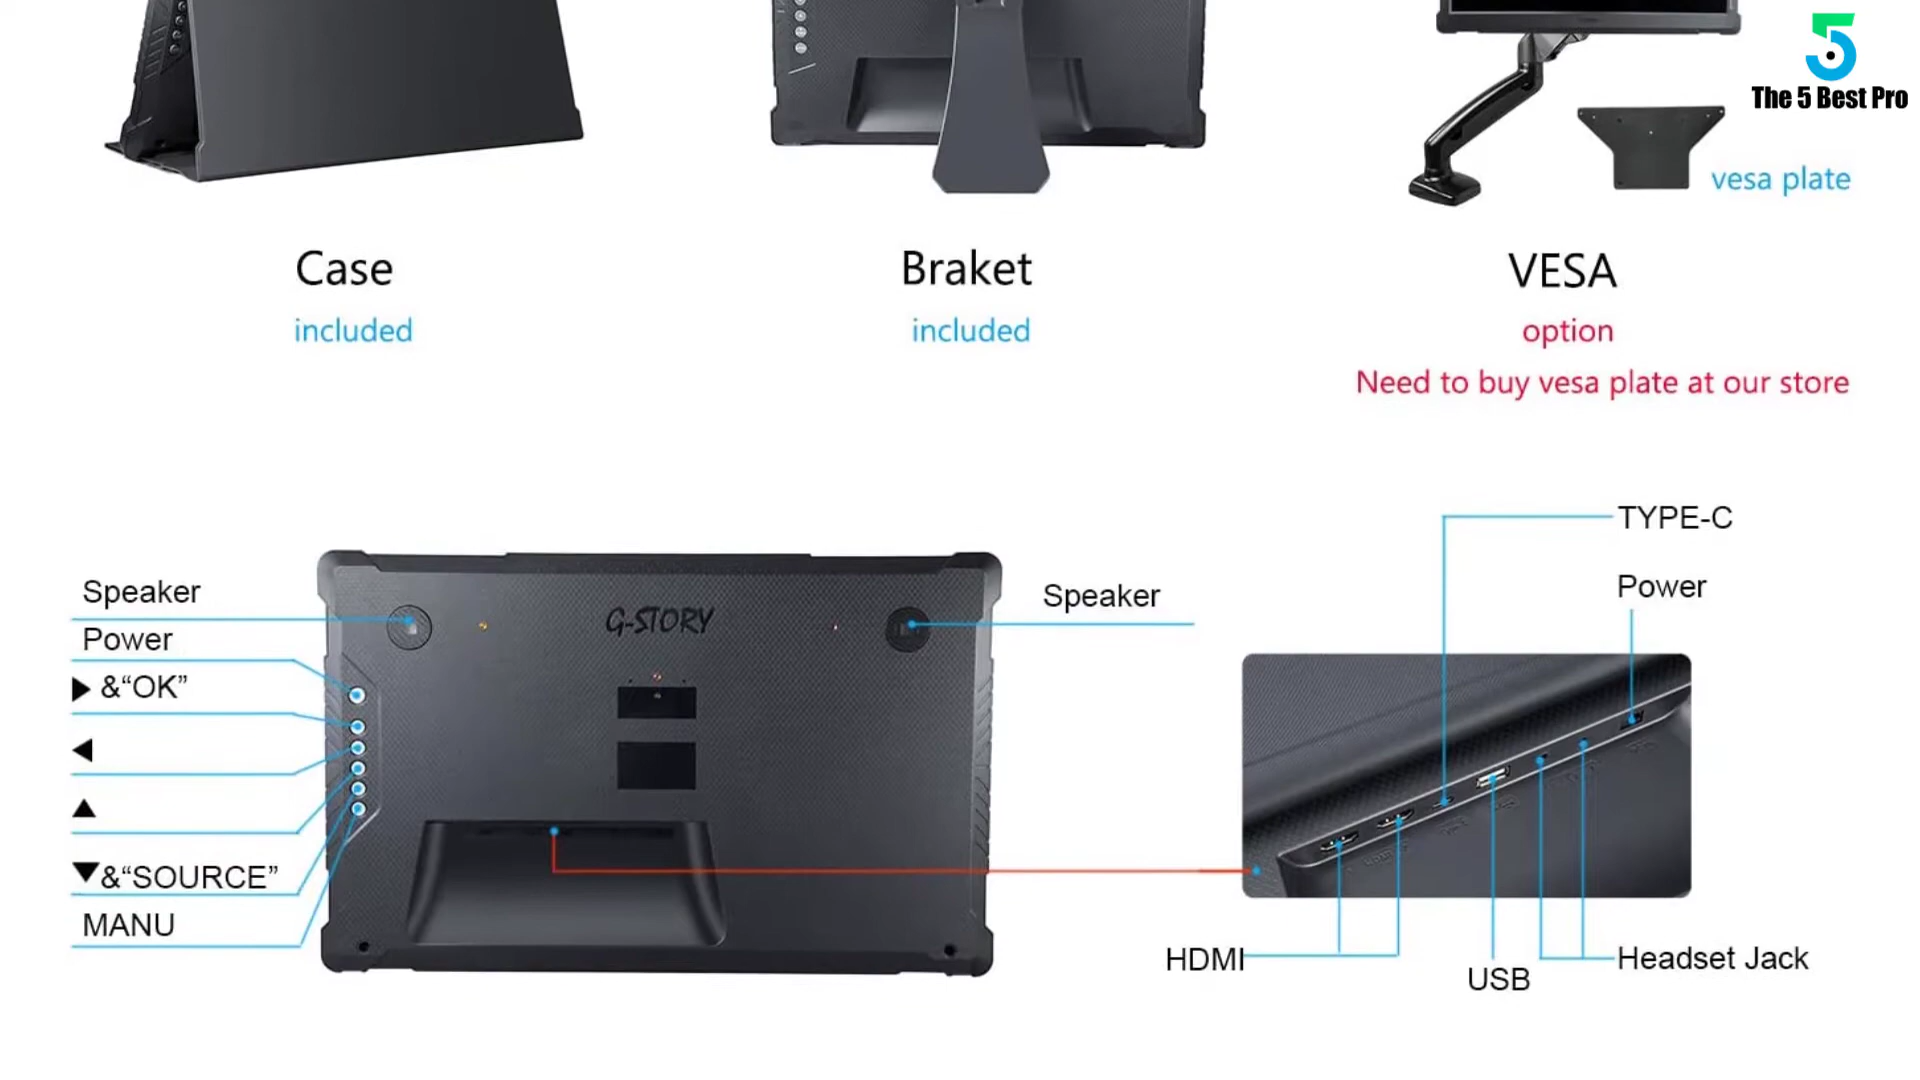 5
The 5 Best Pro
vesa plate
Case
Braket
VESA
included
included
option
Need to buy vesa plate at our store
TYPE-C
Speaker
Speaker
Power
Power
▶ &“OK”
◀
▲
▼&“SOURCE”
MANU
G-STORY
HDMI
USB
Headset Jack